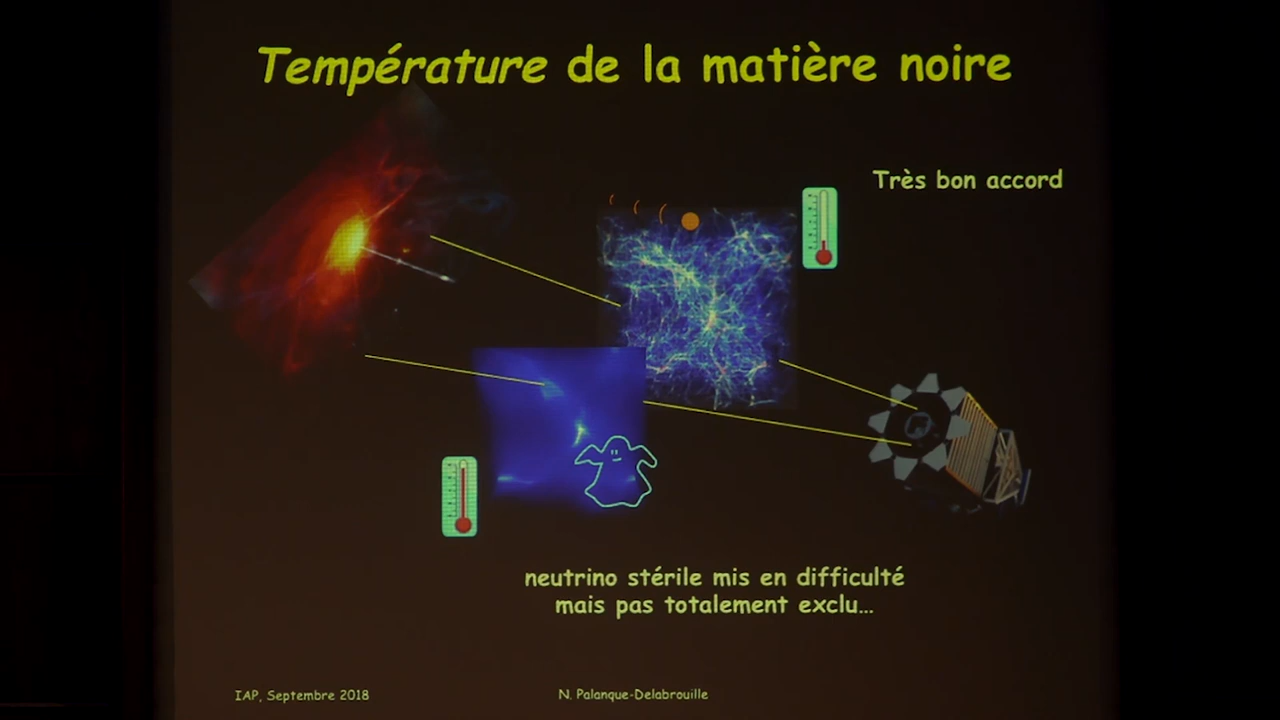 Température de la matière noire
Très bon accord
neutrino stérile mis en difficulté
mais pas totalement exclu...
IAP, Septembre 2018
N. Palanque-Delabrouille